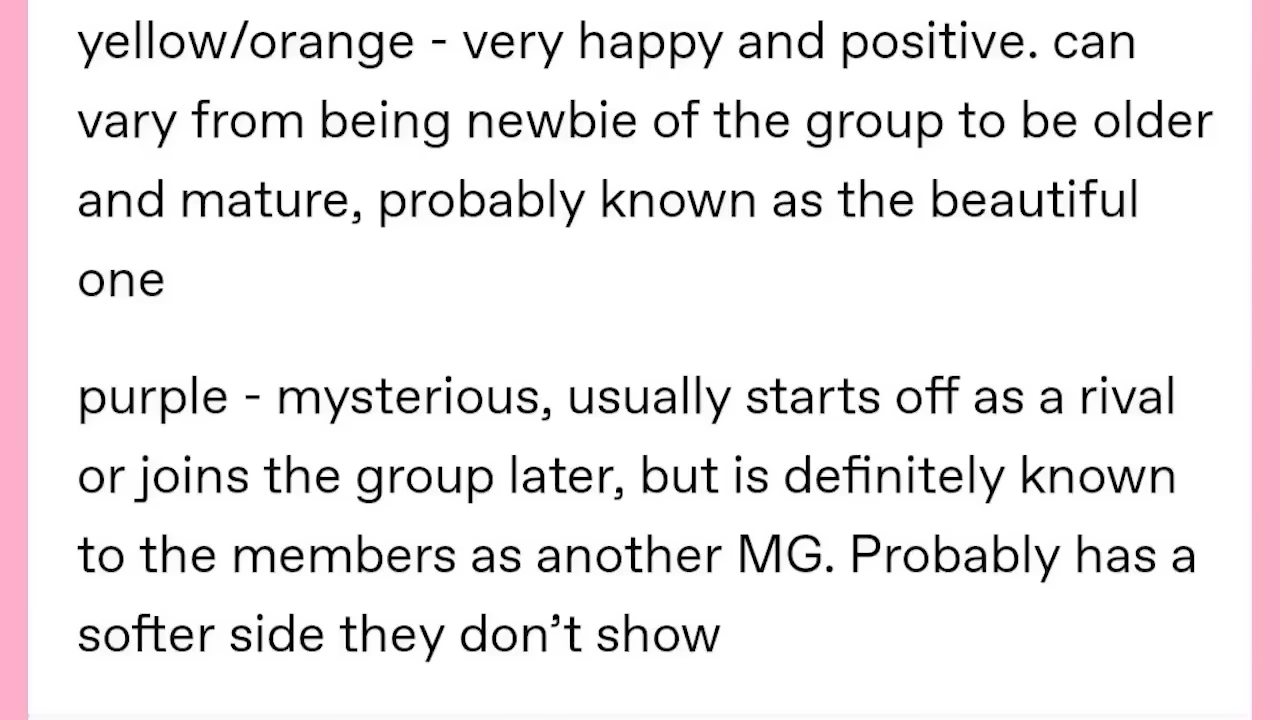 yellow/orange - very happy and positive. can
vary from being newbie of the group to be older
and mature, probably known as the beautiful
one
purple - mysterious, usually starts off as a rival
or joins the group later, but is definitely known
to the members as another MG. Probably has a
softer side they don’t show